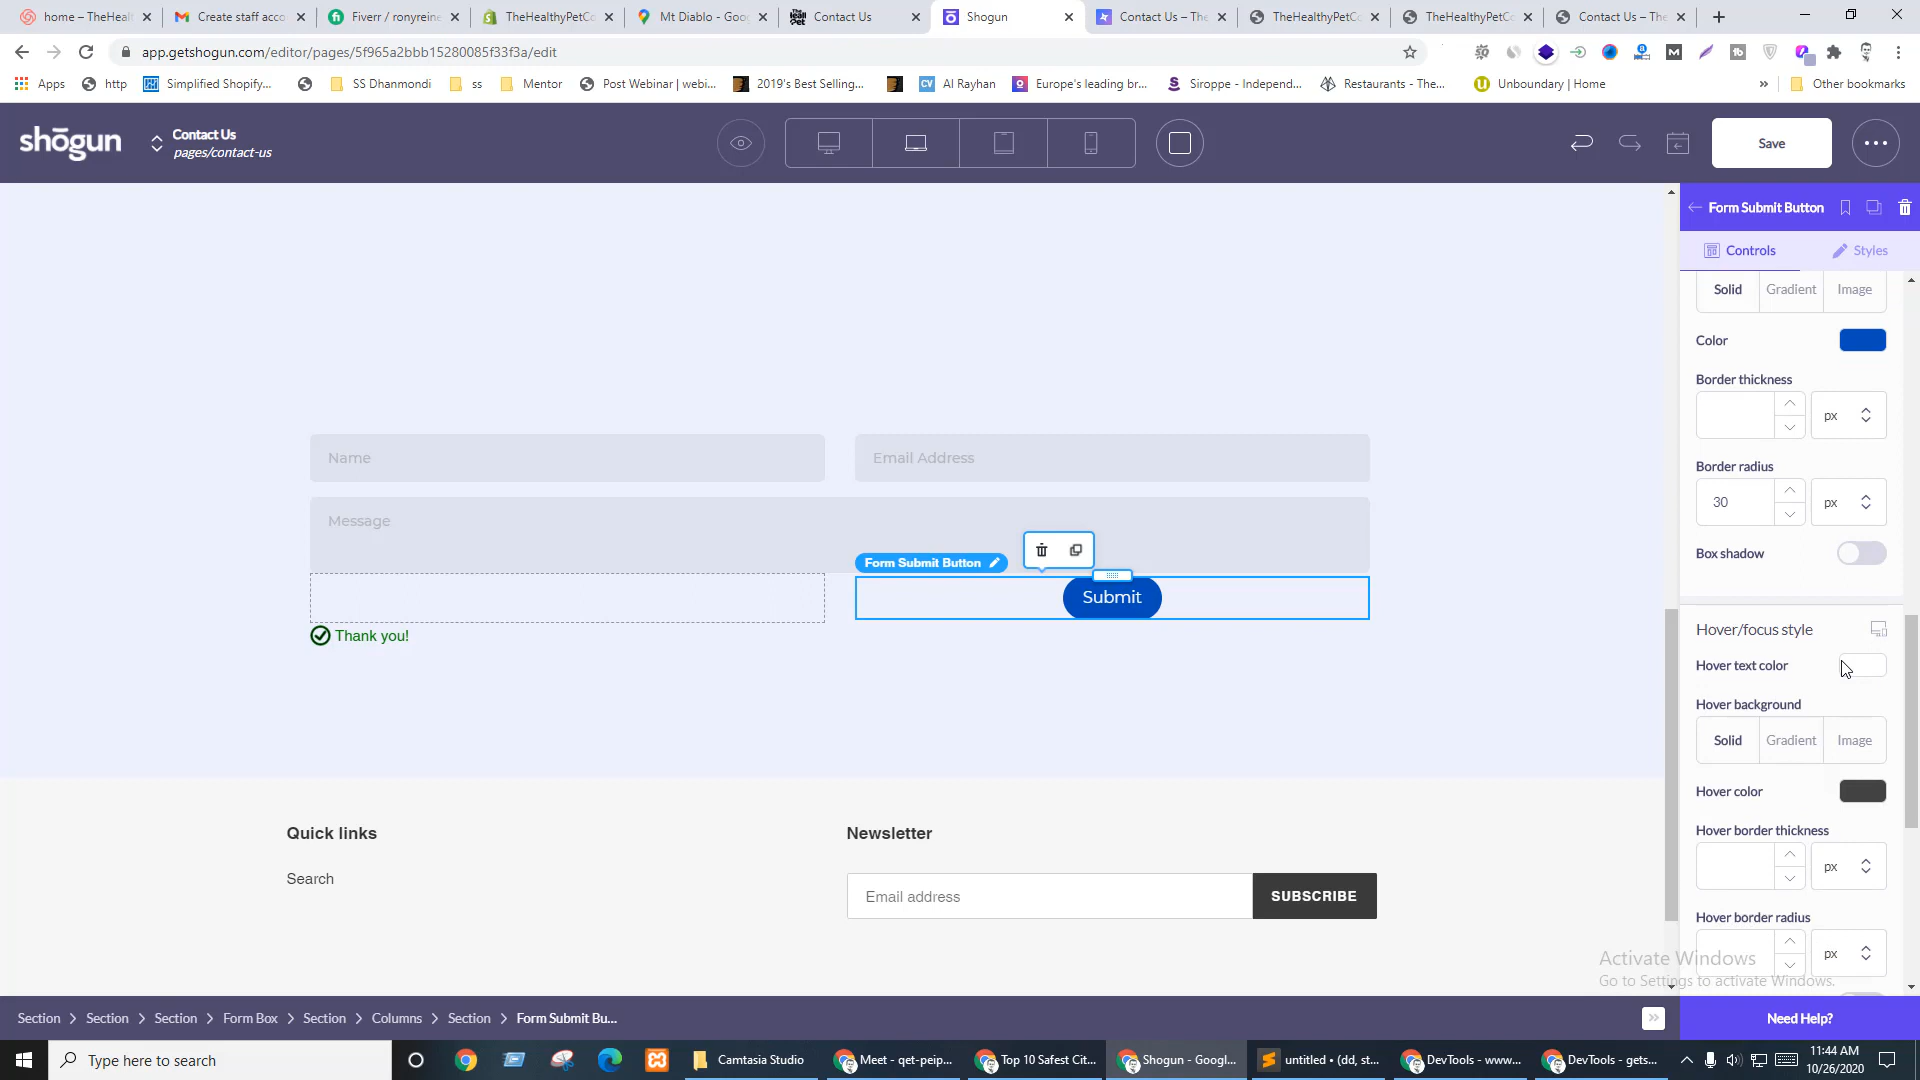 home – TheHeal
Create staff acco
Fiverr / ronyreine
TheHealthyPetCo
Mt Diablo - Goo
Contact Us
Shogun
Contact Us – The
TheHealthyPetCo
TheHealthyPetCo
Contact Us – The
app.getshogun.com/editor/pages/5f965a2bbb15280085f33f3a/edit
Apps
http
Simplified Shopify...
SS Dhanmondi
ss
Mentor
Post Webinar | webi...
2019's Best Selling...
CV
Al Rayhan
Europe's leading br...
Siroppe - Independ...
Restaurants - The...
Unboundary | Home
»
Other bookmarks
shōgun
Contact Us
pages/contact-us
Save
Form Submit Button
Controls
Styles
Solid
Gradient
Image
Color
Border thickness
px
Border radius
30
px
Box shadow
Hover/focus style
Hover text color
Hover background
Solid
Gradient
Image
Hover color
Hover border thickness
px
Hover border radius
px
Name
Email Address
Message
Form Submit Button
Submit
Thank you!
Quick links
Newsletter
Search
Email address
SUBSCRIBE
Activate Windows
Go to Settings to activate Windows.
Section
Section
Section
Form Box
Section
Columns
Section
Form Submit Bu...
Need Help?
Type here to search
Camtasia Studio
Meet - qet-peip...
Top 10 Safest Cit...
Shogun - Googl...
untitled • (dd, st...
DevTools - www...
DevTools - gets...
11:44 AM
10/26/2020